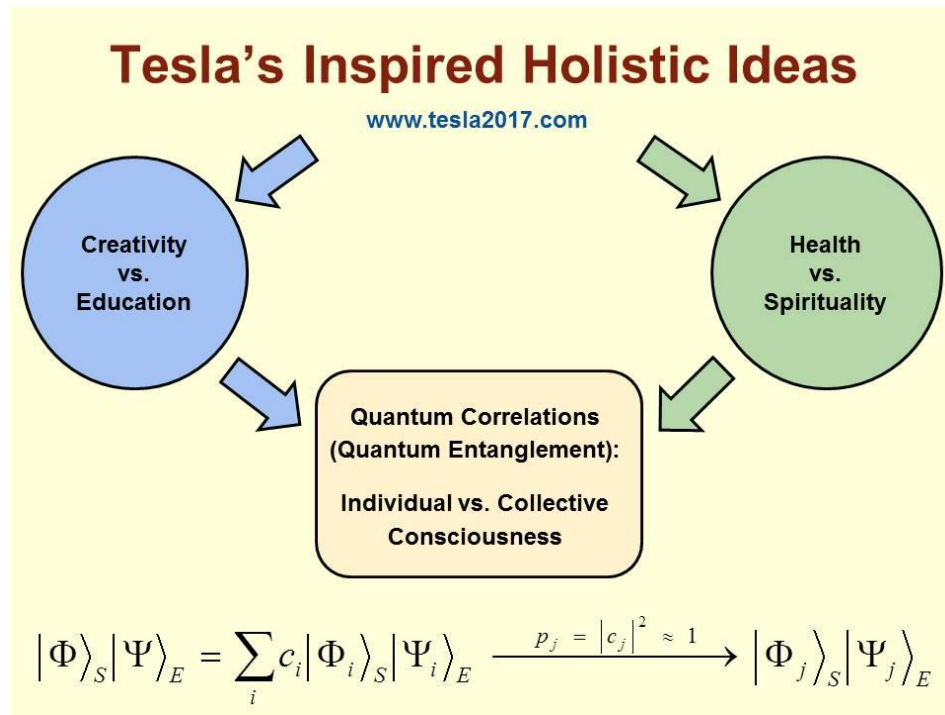 Tesla's Inspired Holistic Ideas
www.tesla2017.com
Creativity
vs.
Education
Health
vs.
Spirituality
Quantum Correlations
(Quantum Entanglement):
Individual vs. Collective
Consciousness
|Φ⟩_S|Ψ⟩_E = ∑_i c_i|Φ_i⟩_S|Ψ_i⟩_E —p_j = |c_j|^2 ≈ 1→ |Φ_j⟩_S|Ψ_j⟩_E